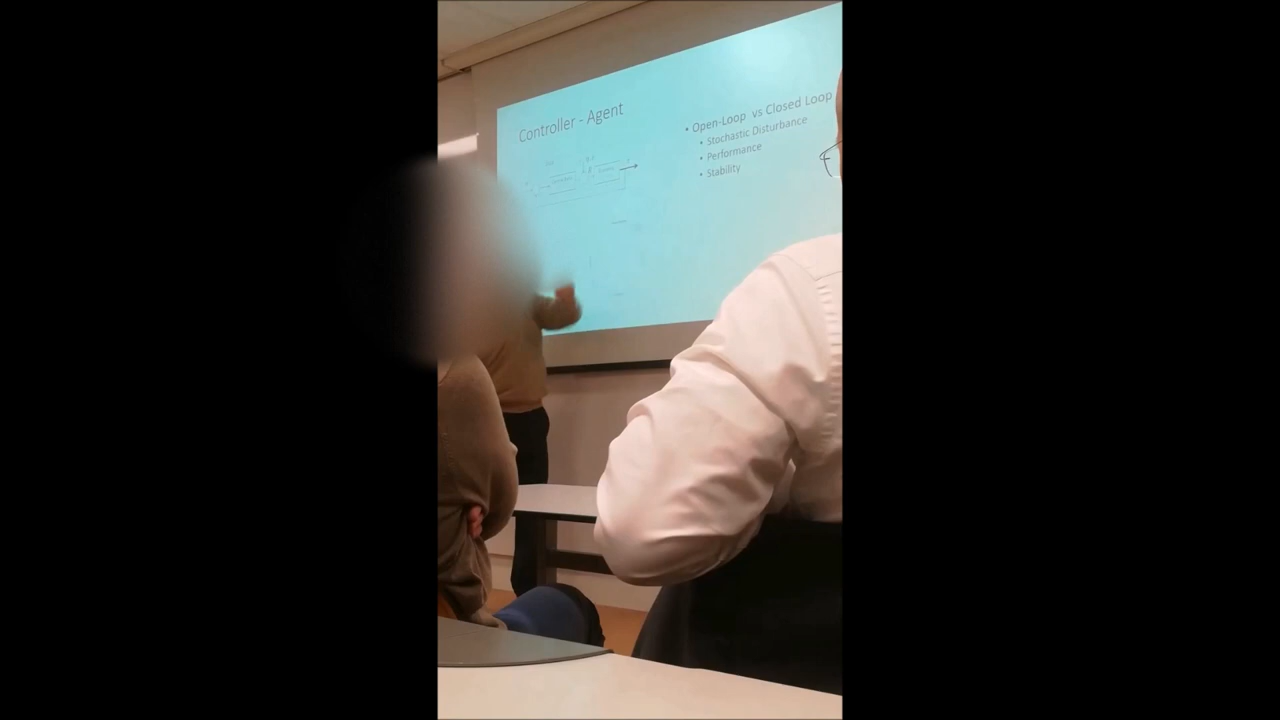 Controller - Agent
• Open-Loop vs Closed Loop
• Stochastic Disturbance
• Performance
• Stability